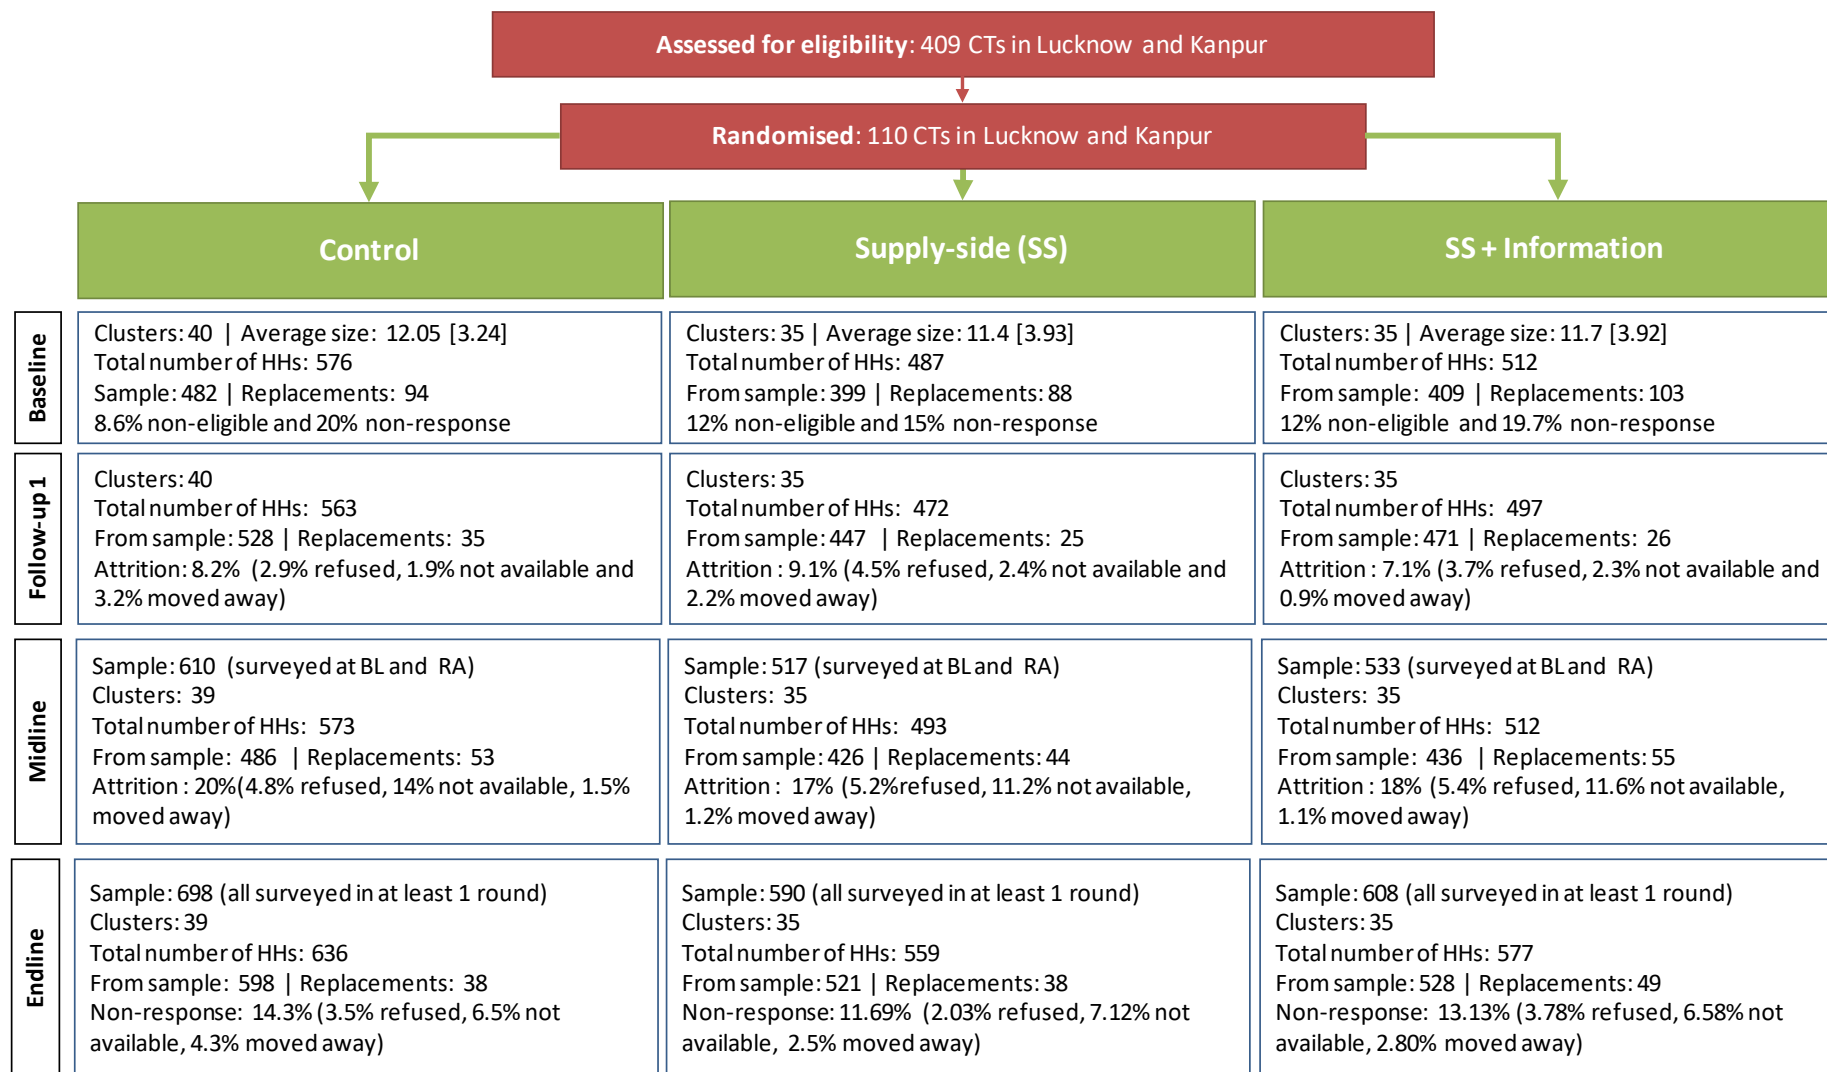 Assessed for eligibility: 409 CTs in Lucknow and Kanpur
Randomised: 110 CTs in Lucknow and Kanpur
Control
Supply-side (SS)
SS + Information
Baseline
Clusters: 40 | Average size: 12.05 [3.24]
Total number of HHs: 576
Sample: 482 | Replacements: 94
8.6% non-eligible and 20% non-response
Clusters: 35 | Average size: 11.4 [3.93]
Total number of HHs: 487
From sample: 399 | Replacements: 88
12% non-eligible and 15% non-response
Clusters: 35 | Average size: 11.7 [3.92]
Total number of HHs: 512
From sample: 409 | Replacements: 103
12% non-eligible and 19.7% non-response
Follow-up 1
Clusters: 40
Total number of HHs: 563
From sample: 528 | Replacements: 35
Attrition: 8.2% (2.9% refused, 1.9% not available and
3.2% moved away)
Clusters: 35
Total number of HHs: 472
From sample: 447 | Replacements: 25
Attrition : 9.1% (4.5% refused, 2.4% not available and
2.2% moved away)
Clusters: 35
Total number of HHs: 497
From sample: 471 | Replacements: 26
Attrition : 7.1% (3.7% refused, 2.3% not available and
0.9% moved away)
Midline
Sample: 610 (surveyed at BL and RA)
Clusters: 39
Total number of HHs: 573
From sample: 486 | Replacements: 53
Attrition : 20%(4.8% refused, 14% not available, 1.5%
moved away)
Sample: 517 (surveyed at BL and RA)
Clusters: 35
Total number of HHs: 493
From sample: 426 | Replacements: 44
Attrition : 17% (5.2%refused, 11.2% not available,
1.2% moved away)
Sample: 533 (surveyed at BL and RA)
Clusters: 35
Total number of HHs: 512
From sample: 436 | Replacements: 55
Attrition : 18% (5.4% refused, 11.6% not available,
1.1% moved away)
Endline
Sample: 698 (all surveyed in at least 1 round)
Clusters: 39
Total number of HHs: 636
From sample: 598 | Replacements: 38
Non-response: 14.3% (3.5% refused, 6.5% not
available, 4.3% moved away)
Sample: 590 (all surveyed in at least 1 round)
Clusters: 35
Total number of HHs: 559
From sample: 521 | Replacements: 38
Non-response: 11.69% (2.03% refused, 7.12% not
available, 2.5% moved away)
Sample: 608 (all surveyed in at least 1 round)
Clusters: 35
Total number of HHs: 577
From sample: 528 | Replacements: 49
Non-response: 13.13% (3.78% refused, 6.58% not
available, 2.80% moved away)